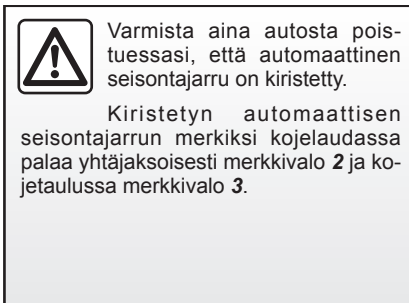 Varmista aina autosta pois-
tuessasi, että automaattinen
seisontajarru on kiristetty.
Kiristetyn automaattisen
seisontajarrun merkiksi kojelaudassa
palaa yhtäjaksoisesti merkkivalo 2 ja ko-
jetaulussa merkkivalo 3.